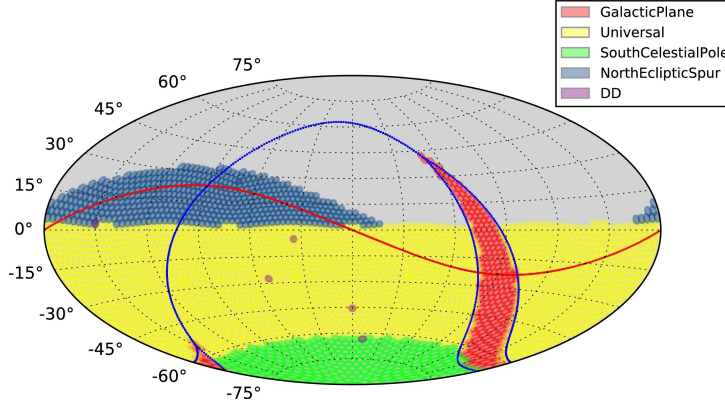 GalacticPlane
Universal
SouthCelestialPole
NorthEclipticSpur
DD
75°
60°
45°
30°
15°
0°
-15°
-30°
-45°
-60°
-75°